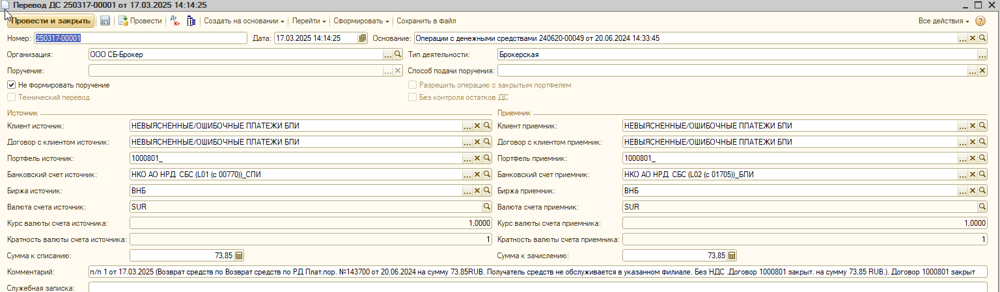 Перевод ДС 250317-00001 от 17.03.2025 14:14:25
Провести и закрыть Провести Дт Кт Создать на основании Перейти Сформировать Сохранить в файл Все действия ?
Номер: 250317-00001 Дата: 17.03.2025 14:14:25 Основание: Операции с денежными средствами 240620-00049 от 20.06.2024 14:33:45
Организация: ООО СБ-Брокер Тип деятельности: Брокерская
Поручение: Способ подачи поручения:
Не формировать поручение Разрешить операцию с закрытым портфелем
Технический перевод Без контроля остатков ДС
Источник Приемник
Клиент источник: НЕВЫЯСНЕННЫЕ/ОШИБОЧНЫЕ ПЛАТЕЖИ БПИ Клиент приемник: НЕВЫЯСНЕННЫЕ/ОШИБОЧНЫЕ ПЛАТЕЖИ БПИ
Договор с клиентом источник: НЕВЫЯСНЕННЫЕ/ОШИБОЧНЫЕ ПЛАТЕЖИ БПИ Договор с клиентом приемник: НЕВЫЯСНЕННЫЕ/ОШИБОЧНЫЕ ПЛАТЕЖИ БПИ
Портфель источник: 1000801_ Портфель приемник: 1000801_
Банковский счет источник: НКО АО НРД СБС (L01 (с 00770))_СПИ Банковский счет приемник: НКО АО НРД СБС (L02 (с 01705))_БПИ
Биржа источник: ВНБ Биржа приемник: ВНБ
Валюта счета источник: SUR Валюта счета приемник: SUR
Курс валюты счета источника: 1,0000 Курс валюты счета приемника: 1,0000
Кратность валюты счета источника: 1 Кратность валюты счета приемника: 1
Сумма к списанию: 73,85 Сумма к зачислению: 73,85
Комментарий: п/п 1 от 17.03.2025 (Возврат средств по Возврат средств по РД Плат.пор. №143700 от 20.06.2024 на сумму 73.85RUB. Получатель средств не обслуживается в указанном филиале. Без НДС .Договор 1000801 закрыт. на сумму 73,85 RUB.). Договор 1000801 закрыт
Служебная записка: